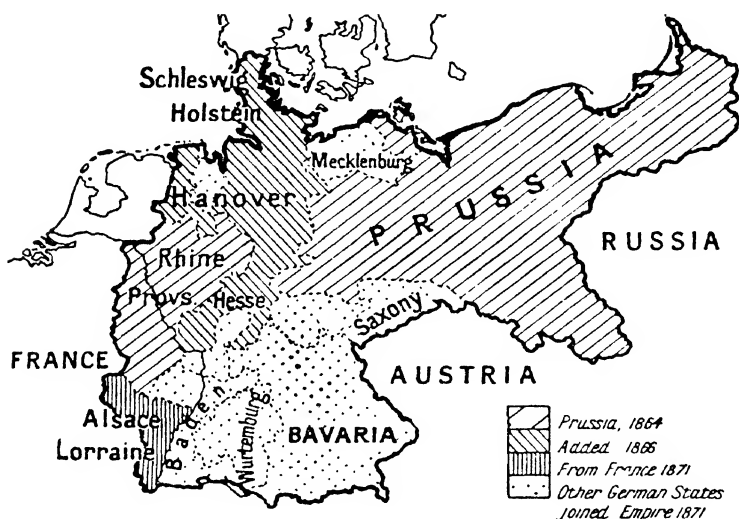 Schleswig
Holstein
Mecklenburg
Hanover
PRUSSIA
RUSSIA
Rhine
Provs.
Hesse
Saxony
FRANCE
AUSTRIA
Alsace
Lorraine
Baden
Wurtemburg
BAVARIA
Prussia, 1864
Added 1866
From France 1871
Other German States
joined Empire 1871